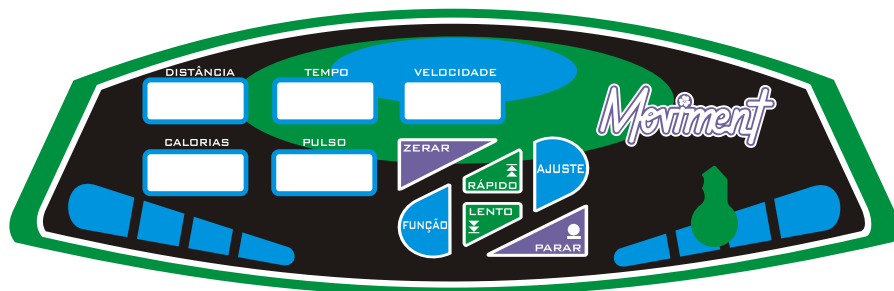 DISTÂNCIA TEMPO VELOCIDADE
Moviment
CALORIAS PULSO
ZERAR
RÁPIDO
AJUSTE
FUNÇÃO
LENTO
PARAR